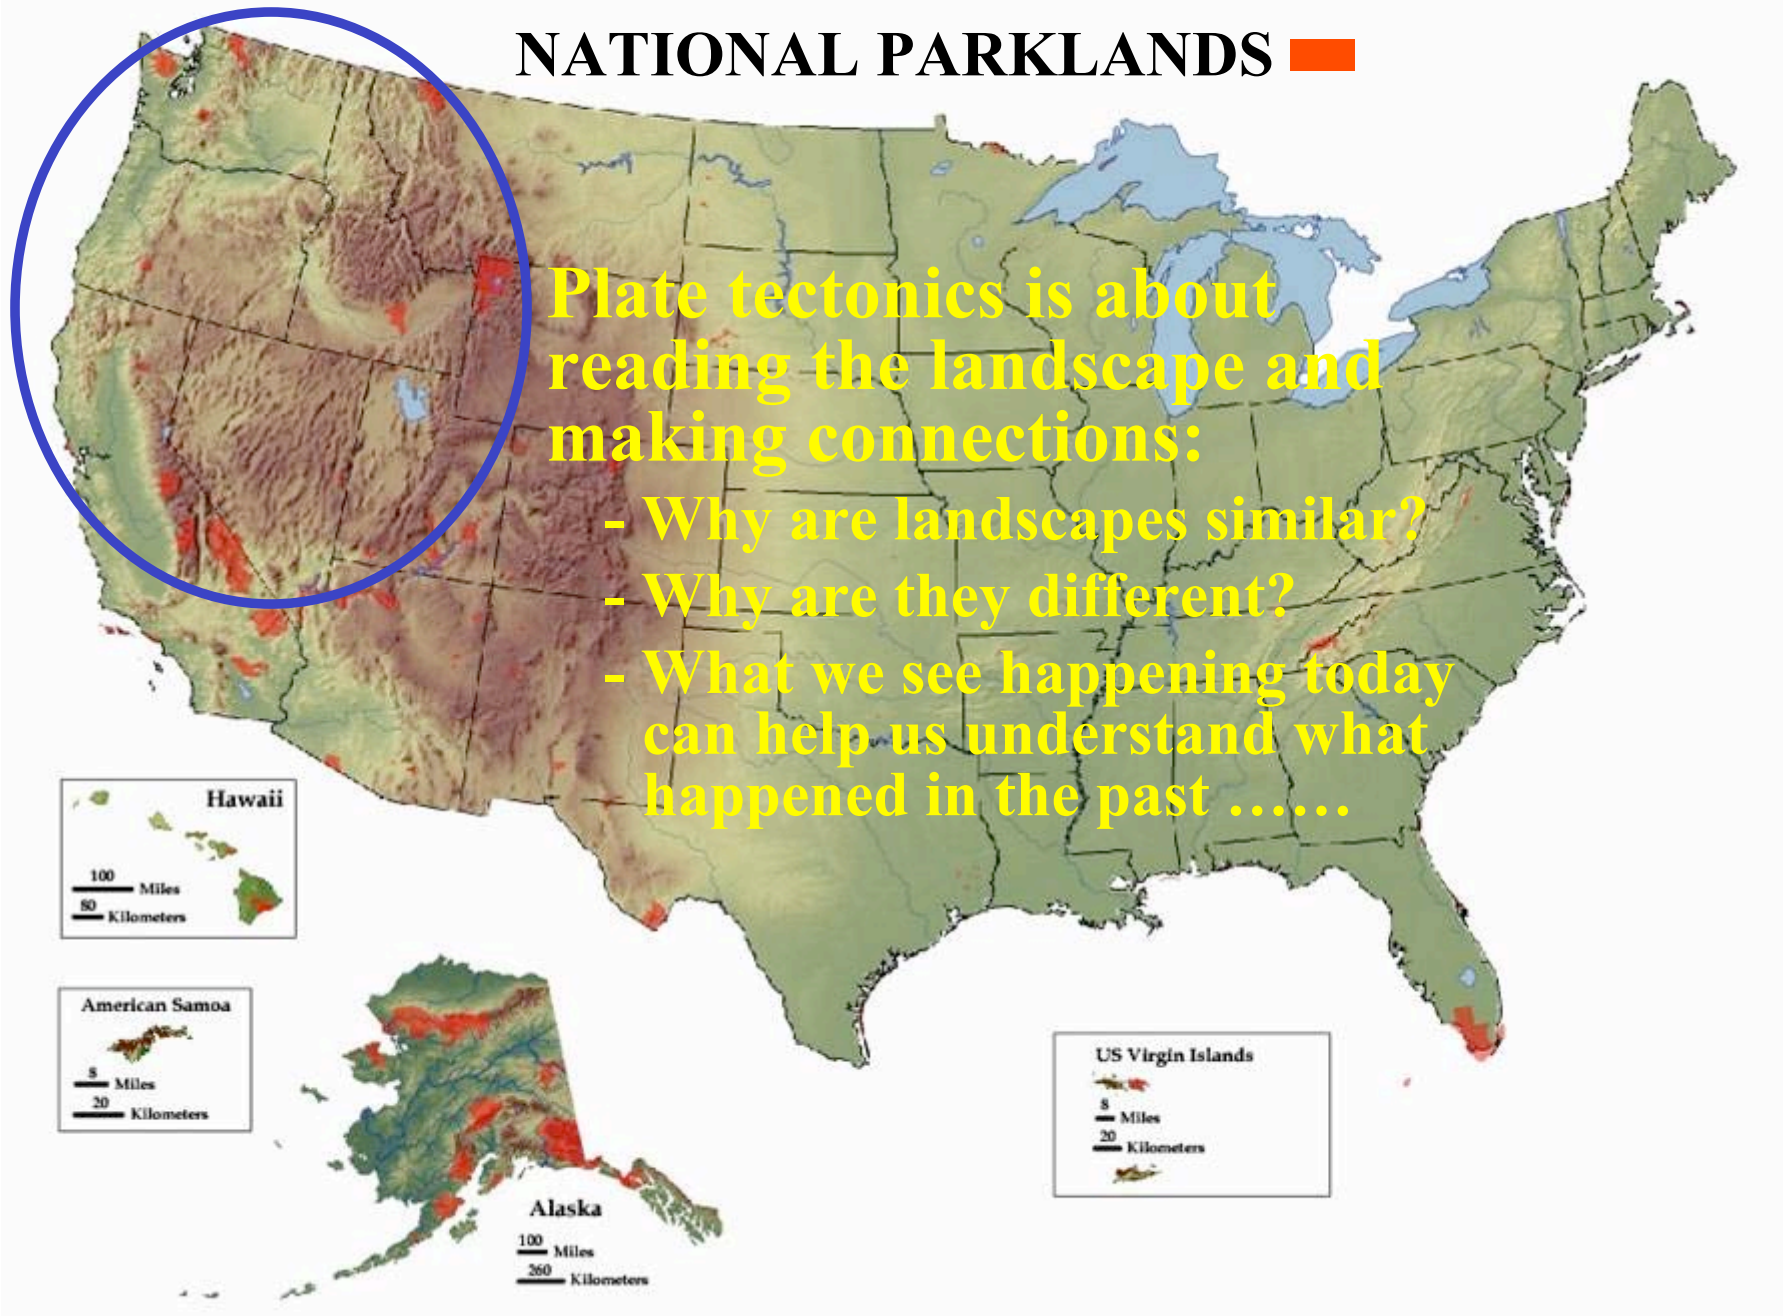 NATIONAL PARKLANDS
Plate tectonics is about
reading the landscape and
making connections:
- Why are landscapes similar?
- Why are they different?
- What we see happening today
can help us understand what
happened in the past ……
Hawaii
100 Miles
80 Kilometers
American Samoa
8 Miles
20 Kilometers
Alaska
100 Miles
260 Kilometers
US Virgin Islands
8 Miles
20 Kilometers